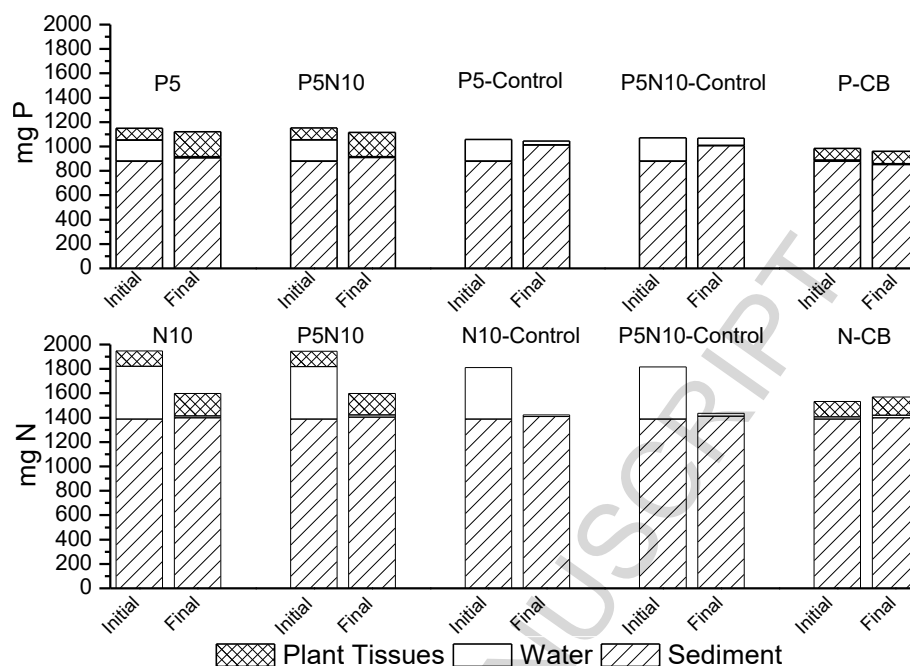 2000
1800
1600
1400
1200
1000
800
600
400
200
0
mg P
P5 P5N10 P5-Control P5N10-Control P-CB
Initial Final Initial Final Initial Final Initial Final Initial Final
2000
1800
1600
1400
1200
1000
800
600
400
200
0
mg N
N10 P5N10 N10-Control P5N10-Control N-CB
Initial Final Initial Final Initial Final Initial Final Initial Final
Plant Tissues Water Sediment
NUSCRIPT